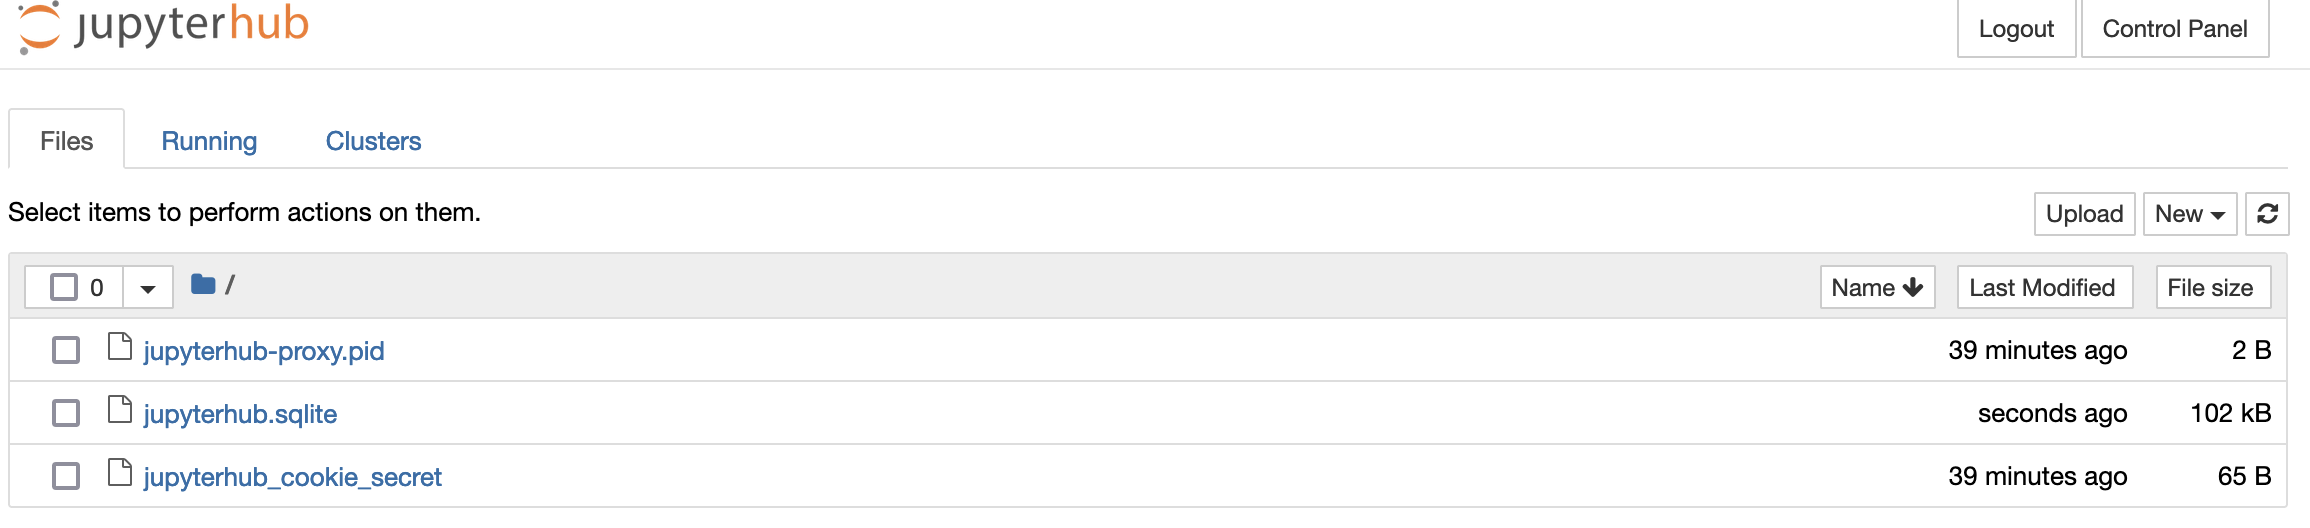 jupyterhub
Logout Control Panel
Files Running Clusters
Select items to perform actions on them.
Upload New
0 /
Name Last Modified File size
jupyterhub-proxy.pid 39 minutes ago 2 B
jupyterhub.sqlite seconds ago 102 kB
jupyterhub_cookie_secret 39 minutes ago 65 B